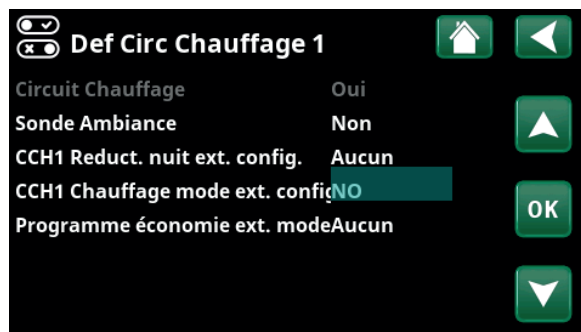 Def Circ Chauffage 1
Circuit Chauffage Oui
Sonde Ambiance Non
CCH1 Reduct. nuit ext. config. Aucun
CCH1 Chauffage mode ext. config NO
Programme économie ext. mode Aucun
OK